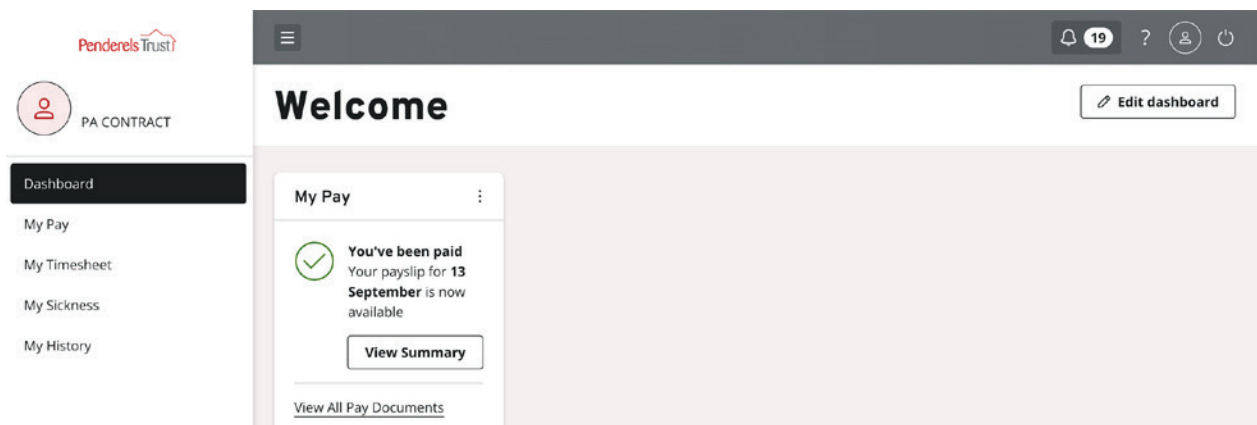 Penderels Trust
19
?
PA CONTRACT
Welcome
Edit dashboard
Dashboard
My Pay
My Timesheet
My Sickness
My History
My Pay
You've been paid
Your payslip for 13
September is now
available
View Summary
View All Pay Documents